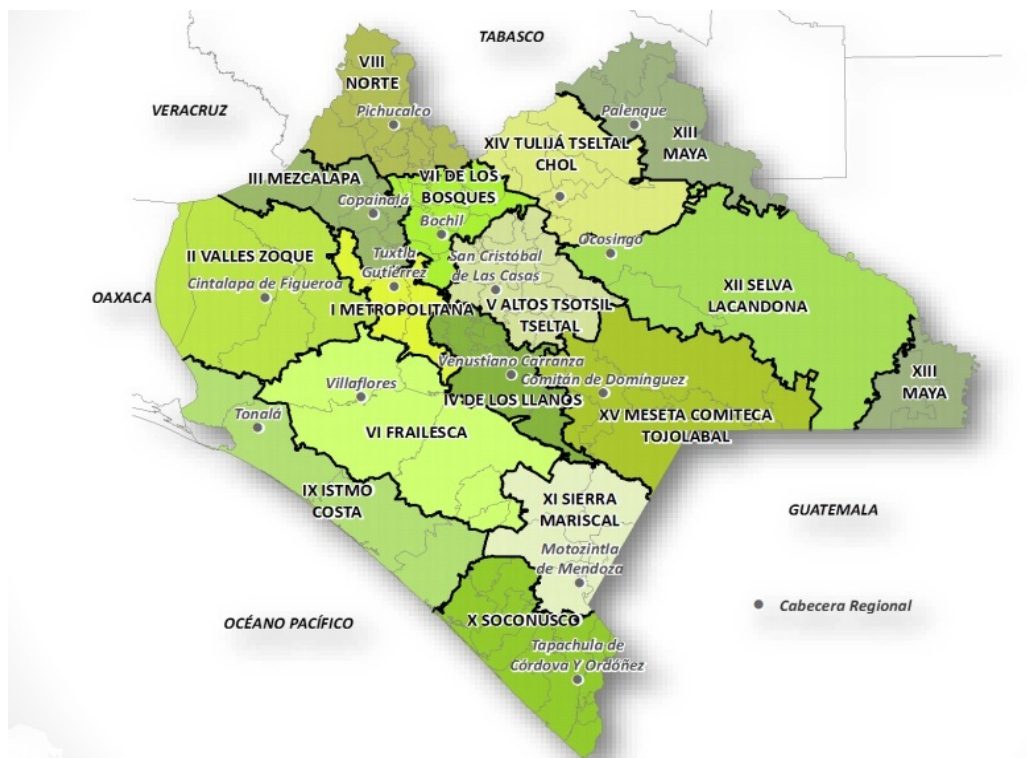 TABASCO
VIII
NORTE
VERACRUZ
Pichucalco
Palenque
XIII
MAYA
XIV TULIJÁ TSELTAL
CHOL
III MEZCALAPA
VII DE LOS
BOSQUES
Copainalá
Bochil
Ocosingo
II VALLES ZOQUE
Cintalapa de Figueroa
Tuxtla
Gutiérrez
San Cristóbal
de Las Casas
XII SELVA
LACANDONA
OAXACA
I METROPOLITANA
V ALTOS TSOTSIL
TSELTAL
Venustiano Carranza
Comitán de Domínguez
XIII
MAYA
Villaflores
IV DE LOS LLANOS
Tonalá
XV MESETA COMITECA
TOJOLABAL
VI FRAILESCA
IX ISTMO
COSTA
XI SIERRA
MARISCAL
GUATEMALA
Motozintla
de Mendoza
Cabecera Regional
OCÉANO PACÍFICO
X SOCONUSCO
Tapachula de
Córdova Y Ordóñez